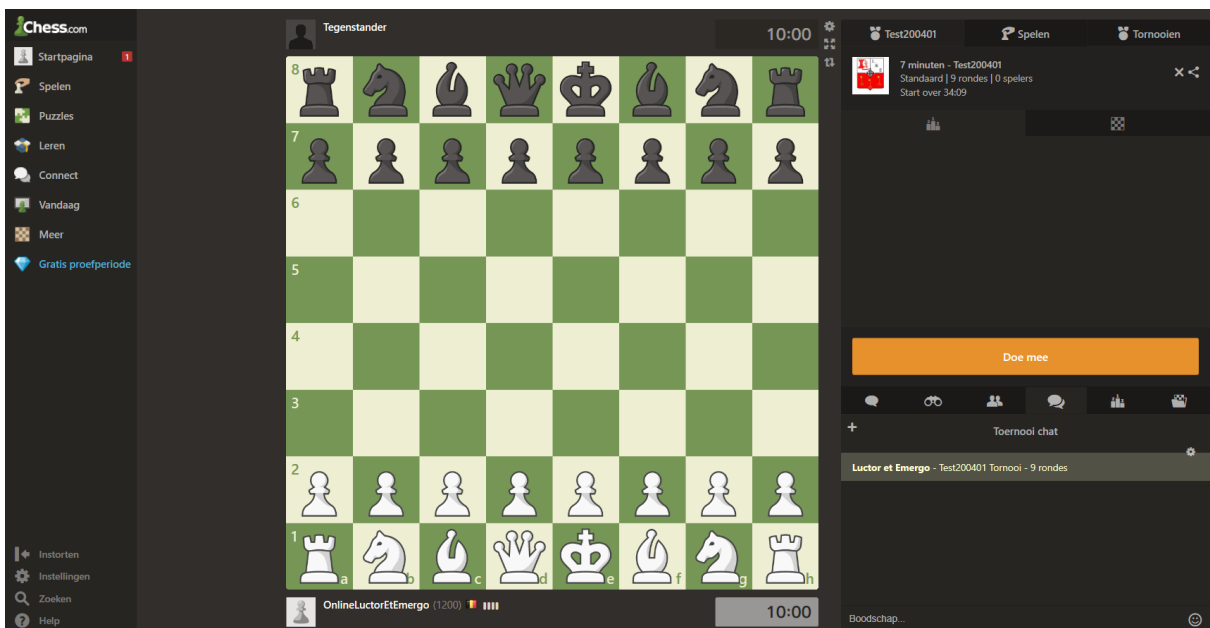 Chess.com
Startpagina 1
Spelen
Puzzles
Leren
Connect
Vandaag
Meer
Gratis proefperiode
Instorten
Instellingen
Zoeken
Help
Tegenstander
10:00
8
7
6
5
4
3
2
1
a b c d e f g h
OnlineLuctorEtEmergo (1200)
10:00
Test200401 Spelen Tornooien
7 minuten - Test200401
Standaard | 9 rondes | 0 spelers
Start over 34:09
Doe mee
Toernooi chat
Luctor et Emergo - Test200401 Tornooi - 9 rondes
Boodschap...